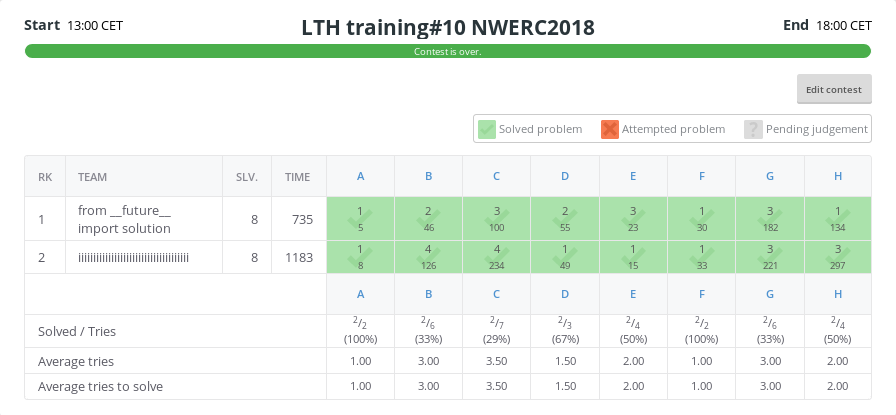 Start 13:00 CET
LTH training#10 NWERC2018
End 18:00 CET
Contest is over.
Edit contest
Solved problem Attempted problem ? Pending judgement
RK TEAM SLV. TIME A B C D E F G H
1 from __future__ import solution 8 735 1 5 2 46 3 100 2 55 3 23 1 30 3 182 1 134
2 8 1183 1 8 4 126 4 234 1 49 1 15 1 33 3 221 3 297
A B C D E F G H
Solved / Tries 2/2 (100%) 2/6 (33%) 2/7 (29%) 2/3 (67%) 2/4 (50%) 2/2 (100%) 2/6 (33%) 2/4 (50%)
Average tries 1.00 3.00 3.50 1.50 2.00 1.00 3.00 2.00
Average tries to solve 1.00 3.00 3.50 1.50 2.00 1.00 3.00 2.00